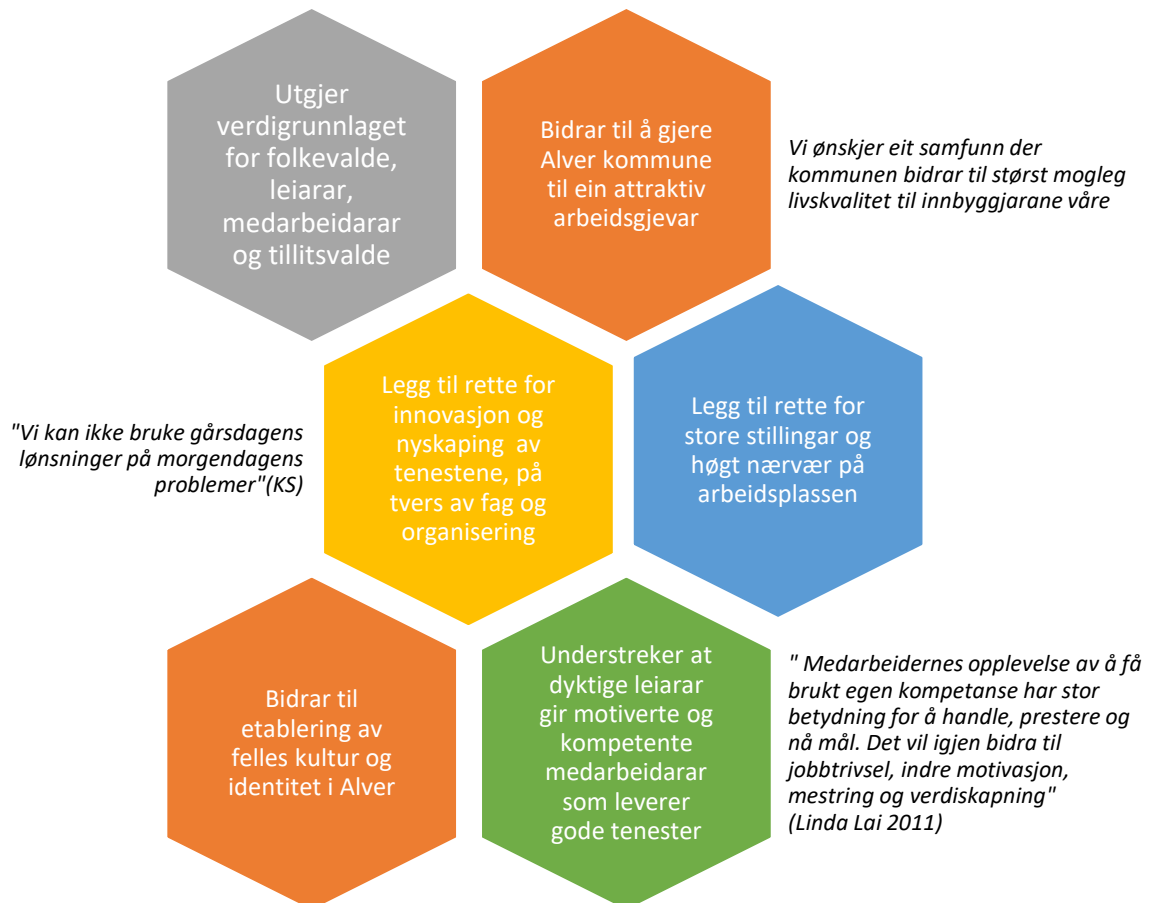 Utgjer
verdigrunnlaget
for folkevalde,
leiarar,
medarbeidarar
og tillitsvalde
Bidrar til å gjere
Alver kommune
til ein attraktiv
arbeidsgjevar
Vi ønskjer eit samfunn der
kommunen bidrar til størst mogleg
livskvalitet til innbyggjarane våre
"Vi kan ikke bruke gårsdagens
lønsninger på morgendagens
problemer"(KS)
Legg til rette for
innovasjon og
nyskaping av
tenestene, på
tvers av fag og
organisering
Legg til rette for
store stillingar og
høgt nærvær på
arbeidsplassen
Bidrar til
etablering av
felles kultur og
identitet i Alver
Understreker at
dyktige leiarar
gir motiverte og
kompetente
medarbeidarar
som leverer
gode tenester
" Medarbeidernes opplevelse av å få
brukt egen kompetanse har stor
betydning for å handle, prestere og
nå mål. Det vil igjen bidra til
jobbtrivsel, indre motivasjon,
mestring og verdiskapning"
(Linda Lai 2011)